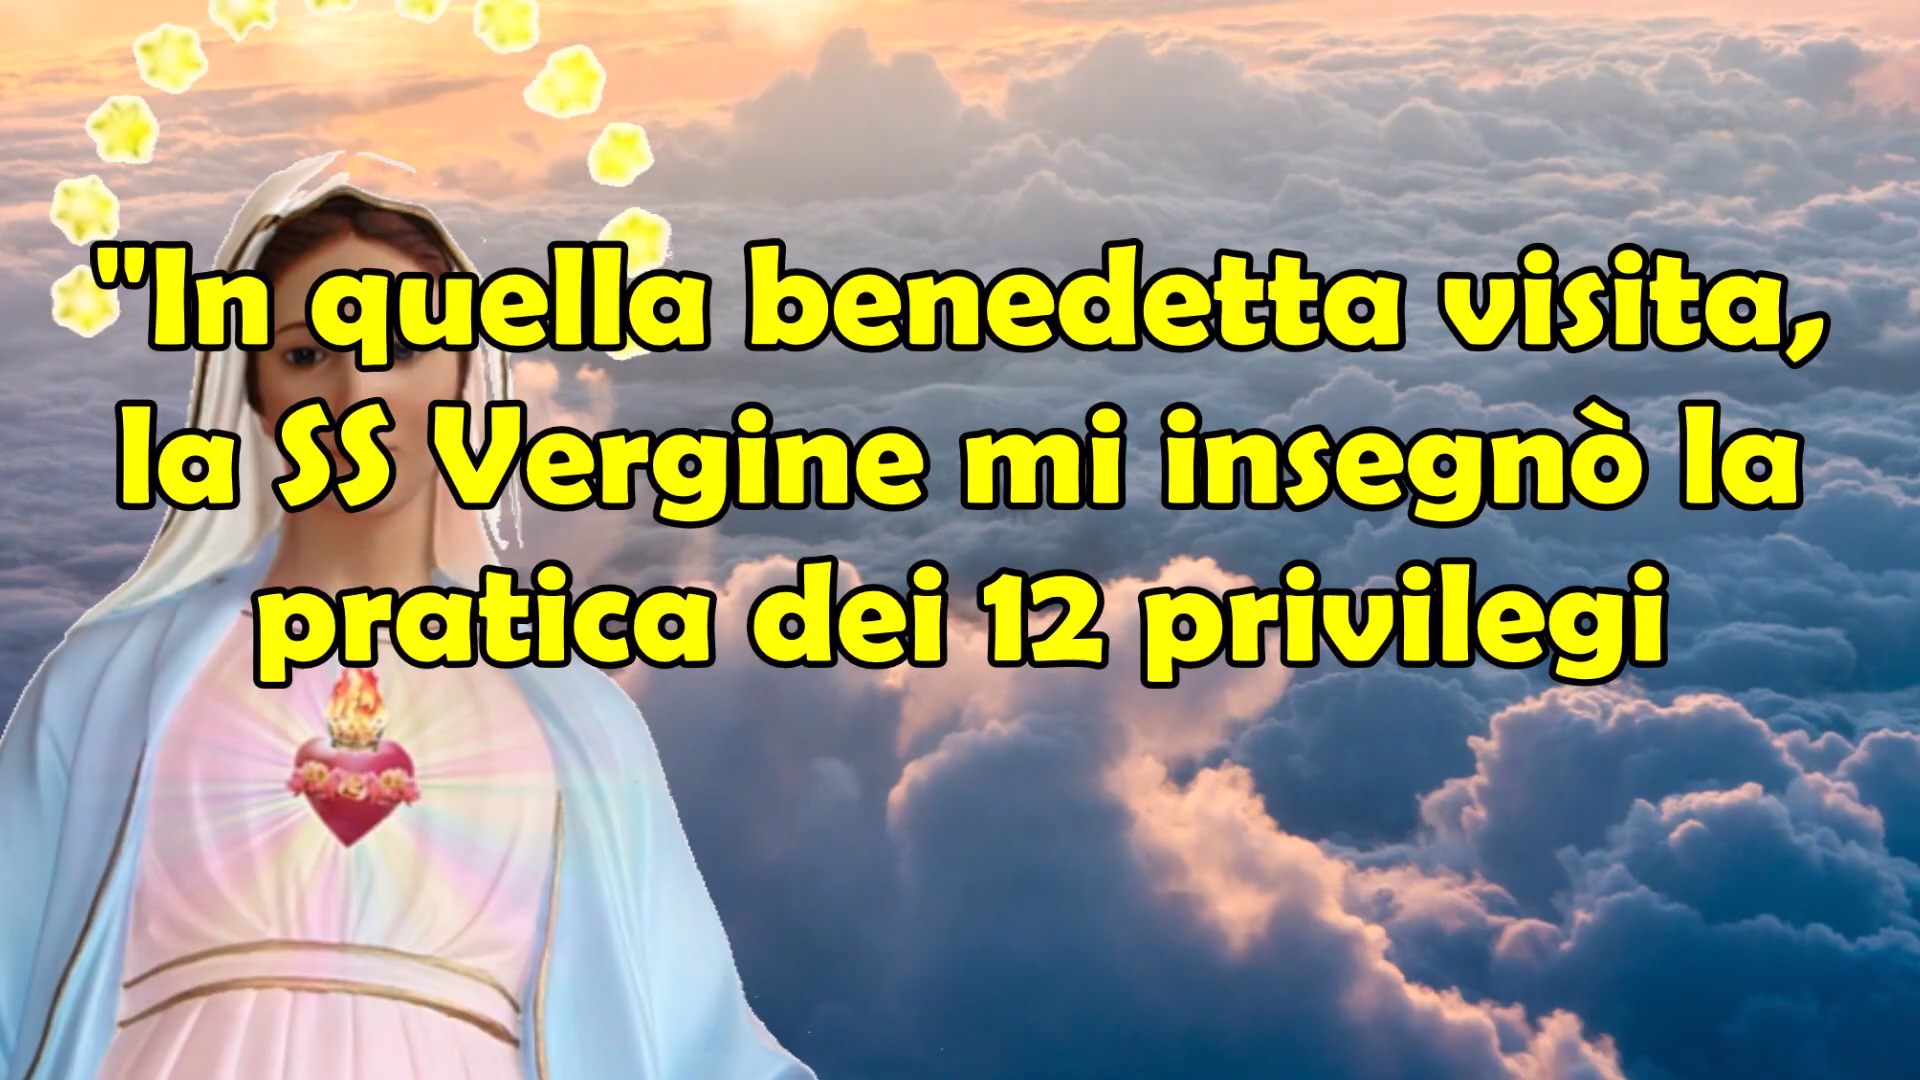 "In quella benedetta visita,
la SS Vergine mi insegnò la
pratica dei 12 privilegi